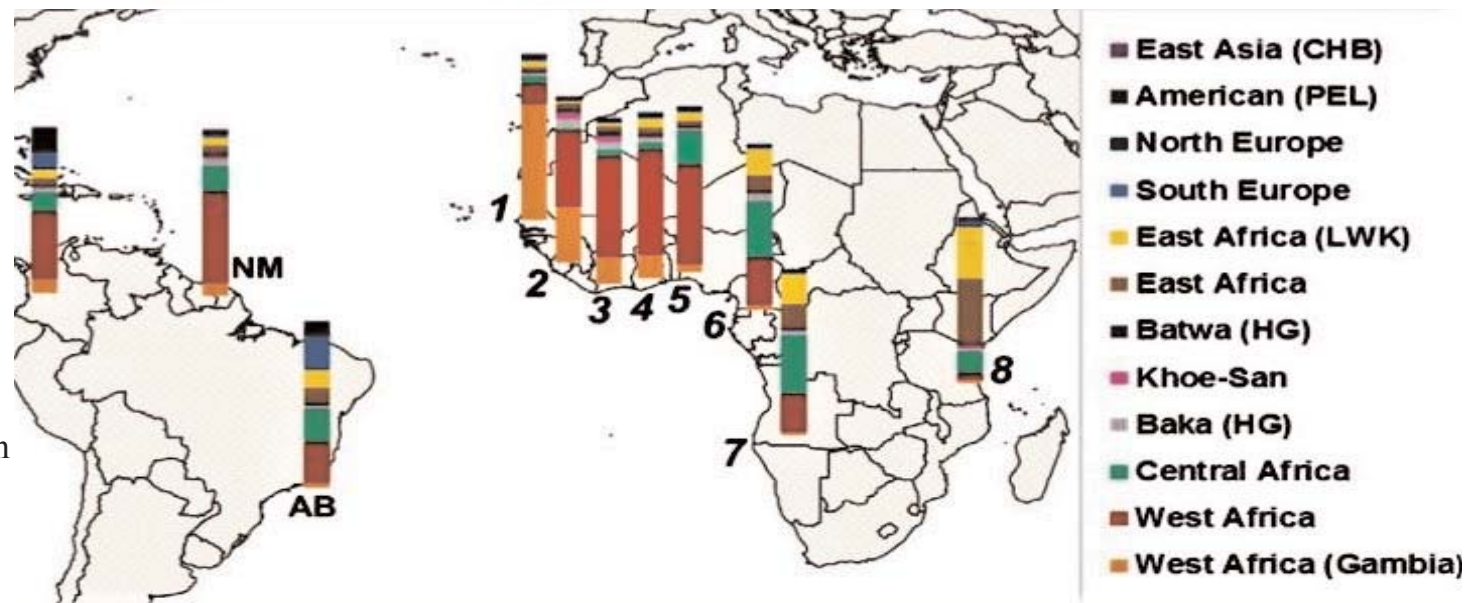 1
2
3
4
5
6
7
8
NM
AB
n
East Asia (CHB)
American (PEL)
North Europe
South Europe
East Africa (LWK)
East Africa
Batwa (HG)
Khoe-San
Baka (HG)
Central Africa
West Africa
West Africa (Gambia)